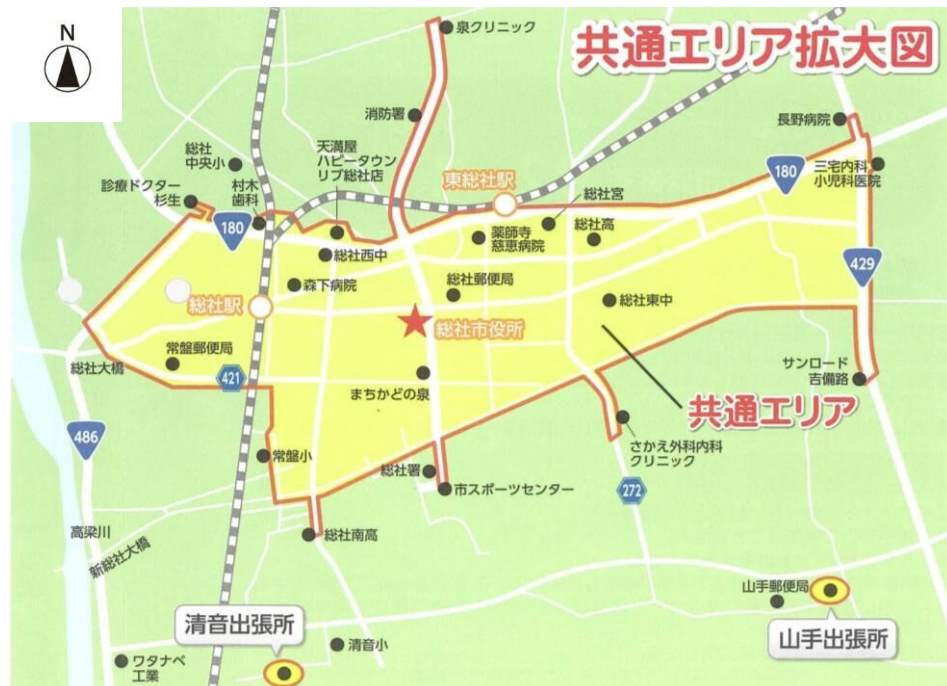 N
共通エリア拡大図
泉クリニック
消防署
長野病院
総社
中央小
天満屋
ハピータウン
リブ総社店
東総社駅
180
三宅内科
小児科医院
診療ドクター
杉生
村木
歯科
総社宮
180
薬師寺
慈恵病院
総社高
総社西中
429
森下病院
総社郵便局
総社東中
総社駅
総社市役所
常盤郵便局
総社大橋
421
まちかどの泉
サンロード
吉備路
共通エリア
486
さかえ外科内科
クリニック
常盤小
総社署
市スポーツセンター
272
高梁川
新総社大橋
総社南高
山手郵便局
清音出張所
山手出張所
清音小
ワタナベ
工業